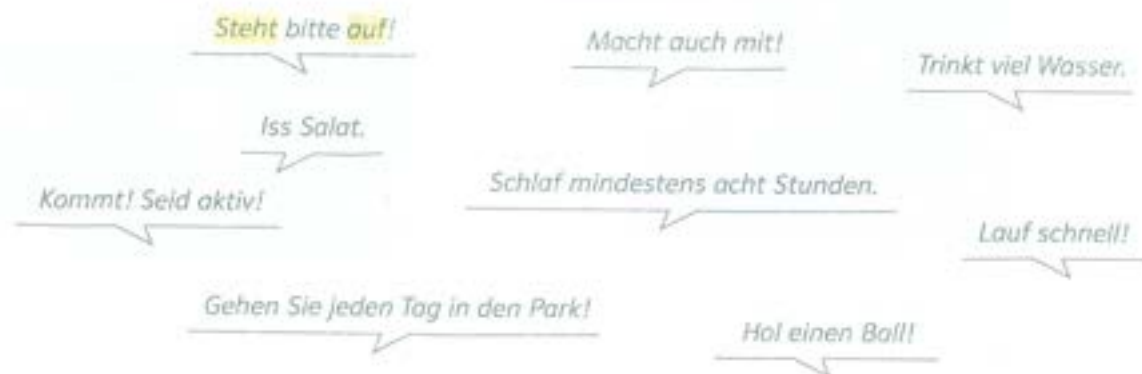 Steht bitte auf!
Macht auch mit!
Trinkt viel Wasser.
Iss Salat.
Schlaf mindestens acht Stunden.
Kommt! Seid aktiv!
Lauf schnell!
Gehen Sie jeden Tag in den Park!
Hol einen Ball!